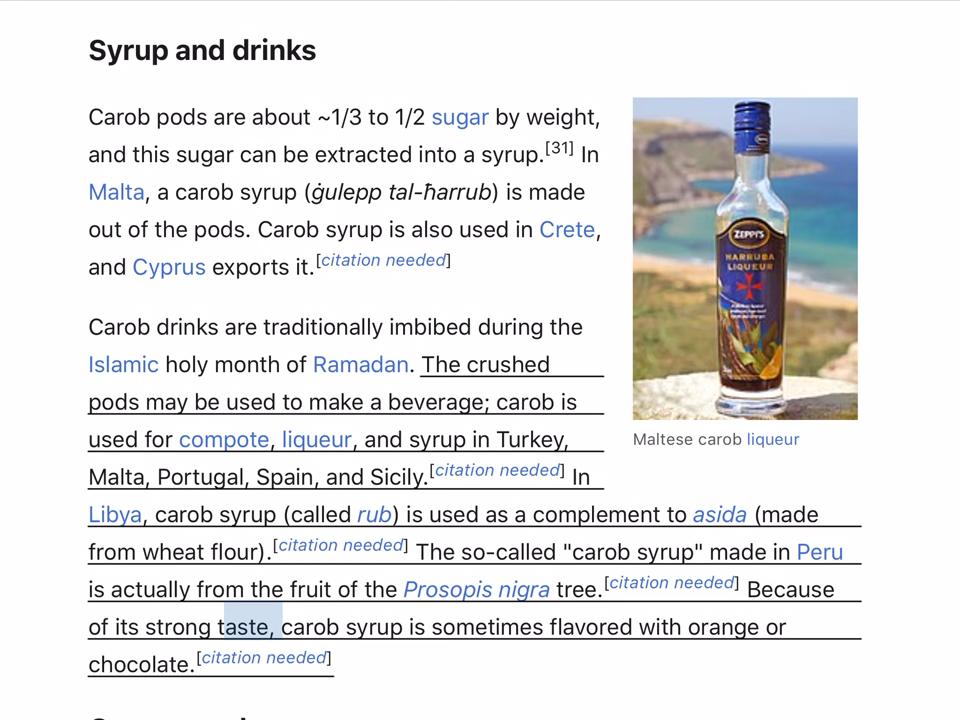 Syrup and drinks
Carob pods are about ~1/3 to 1/2 sugar by weight,
and this sugar can be extracted into a syrup.[31] In
Malta, a carob syrup (ġulepp tal-ħarrub) is made
out of the pods. Carob syrup is also used in Crete,
and Cyprus exports it.[citation needed]
Carob drinks are traditionally imbibed during the
Islamic holy month of Ramadan. The crushed
pods may be used to make a beverage; carob is
used for compote, liqueur, and syrup in Turkey,
Malta, Portugal, Spain, and Sicily.[citation needed] In
Libya, carob syrup (called rub) is used as a complement to asida (made
from wheat flour).[citation needed] The so-called "carob syrup" made in Peru
is actually from the fruit of the Prosopis nigra tree.[citation needed] Because
of its strong taste, carob syrup is sometimes flavored with orange or
chocolate.[citation needed]
ZEPPI'S
HARRUBA
LIQUEUR
Maltese carob liqueur